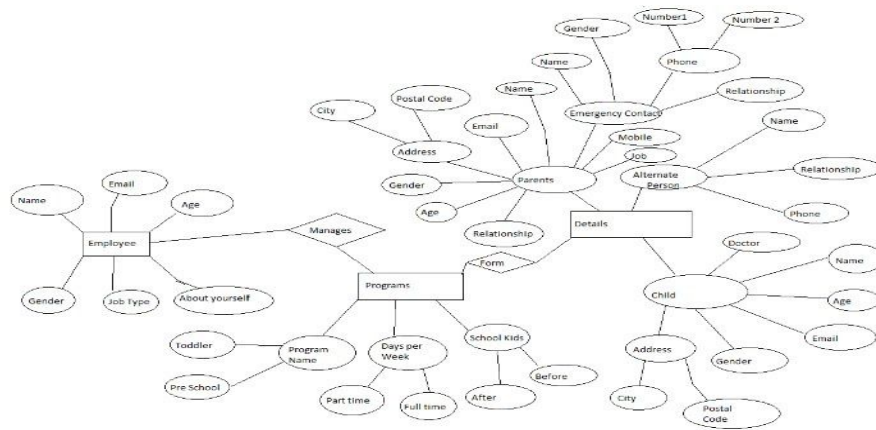 Number1
Number 2
Gender
Phone
Name
Name
Postal Code
City
Relationship
Emergency Contact
Email
Name
Mobile
Address
Job
Parents
Alternate
Person
Relationship
Gender
Email
Name
Age
Age
Phone
Relationship
Details
Manages
Employee
Doctor
Form
Name
Programs
Child
Gender
Job Type
About yourself
Age
School Kids
Email
Toddler
Program
Name
Days per
Week
Address
Gender
Before
Pre School
Part time
Full time
After
City
Postal
Code